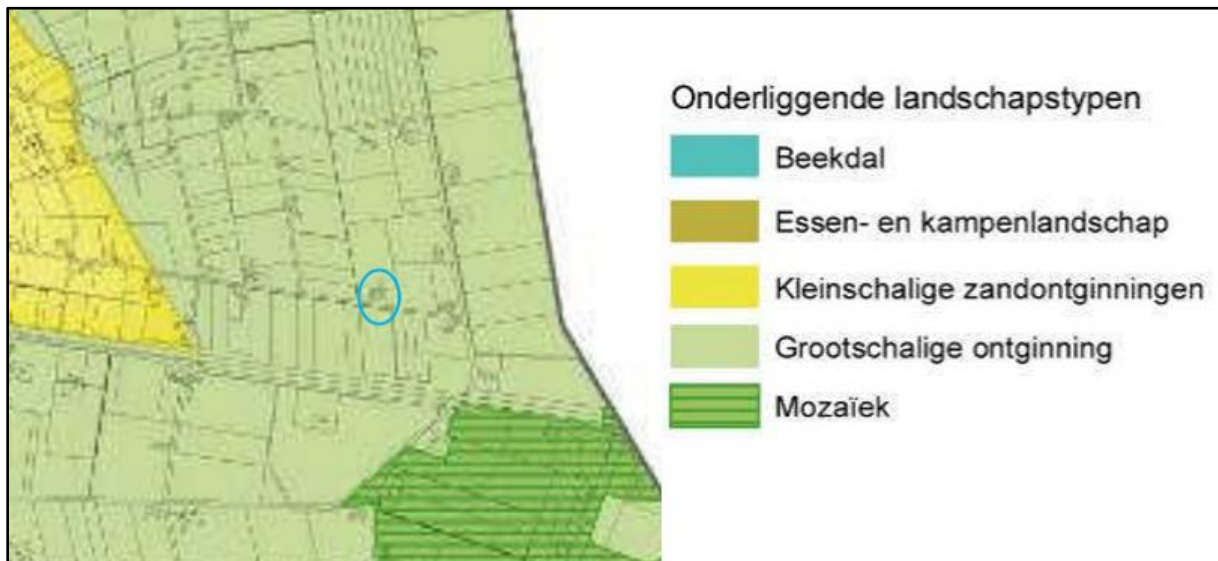 Onderliggende landschapstypen
Beekdal
Essen- en kampenlandschap
Kleinschalige zandontginningen
Grootschalige ontginning
Mozaïek